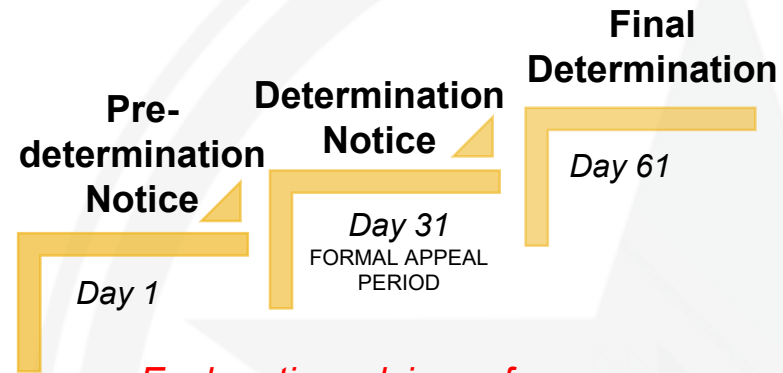 Pre-
determination
Notice
Day 1
Determination
Notice
Day 31
FORMAL APPEAL
PERIOD
Final
Determination
Day 61